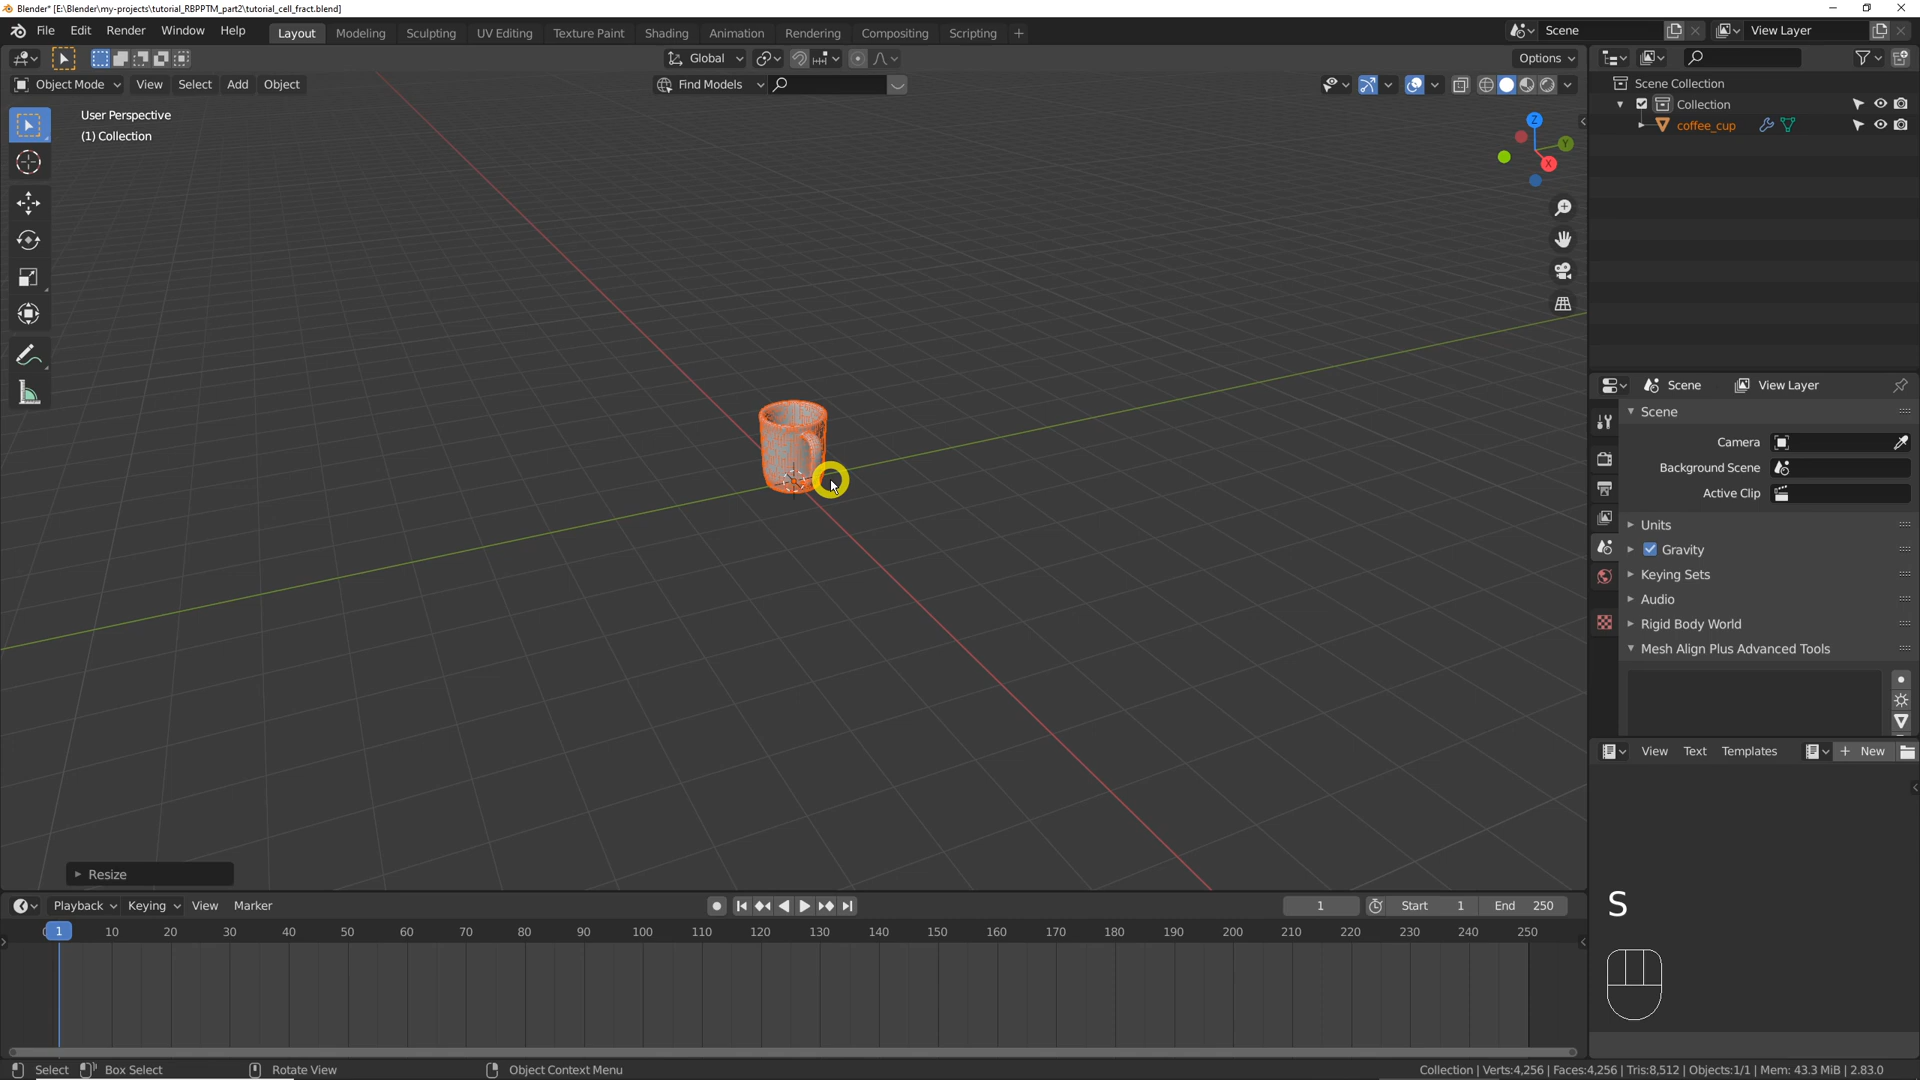 Blender* [E:\Blender\my-projects\tutorial_RBPPTM_part2\tutorial_cell_fract.blend]
File Edit Render Window Help Layout Modeling Sculpting UV Editing Texture Paint Shading Animation Rendering Compositing Scripting + Scene View Layer
Global Options
Object Mode View Select Add Object Find Models
User Perspective
(1) Collection
Z
Y
X
Scene Collection
Collection
coffee_cup
Scene View Layer
Scene
Camera
Background Scene
Active Clip
Units
Gravity
Keying Sets
Audio
Rigid Body World
Mesh Align Plus Advanced Tools
View Text Templates + New
Resize
S
Playback Keying View Marker 1 Start 1 End 250
1 10 20 30 40 50 60 70 80 90 100 110 120 130 140 150 160 170 180 190 200 210 220 230 240 250
Select Box Select Rotate View Object Context Menu Collection | Verts:4,256 | Faces:4,256 | Tris:8,512 | Objects:1/1 | Mem: 43.3 MiB | 2.83.0